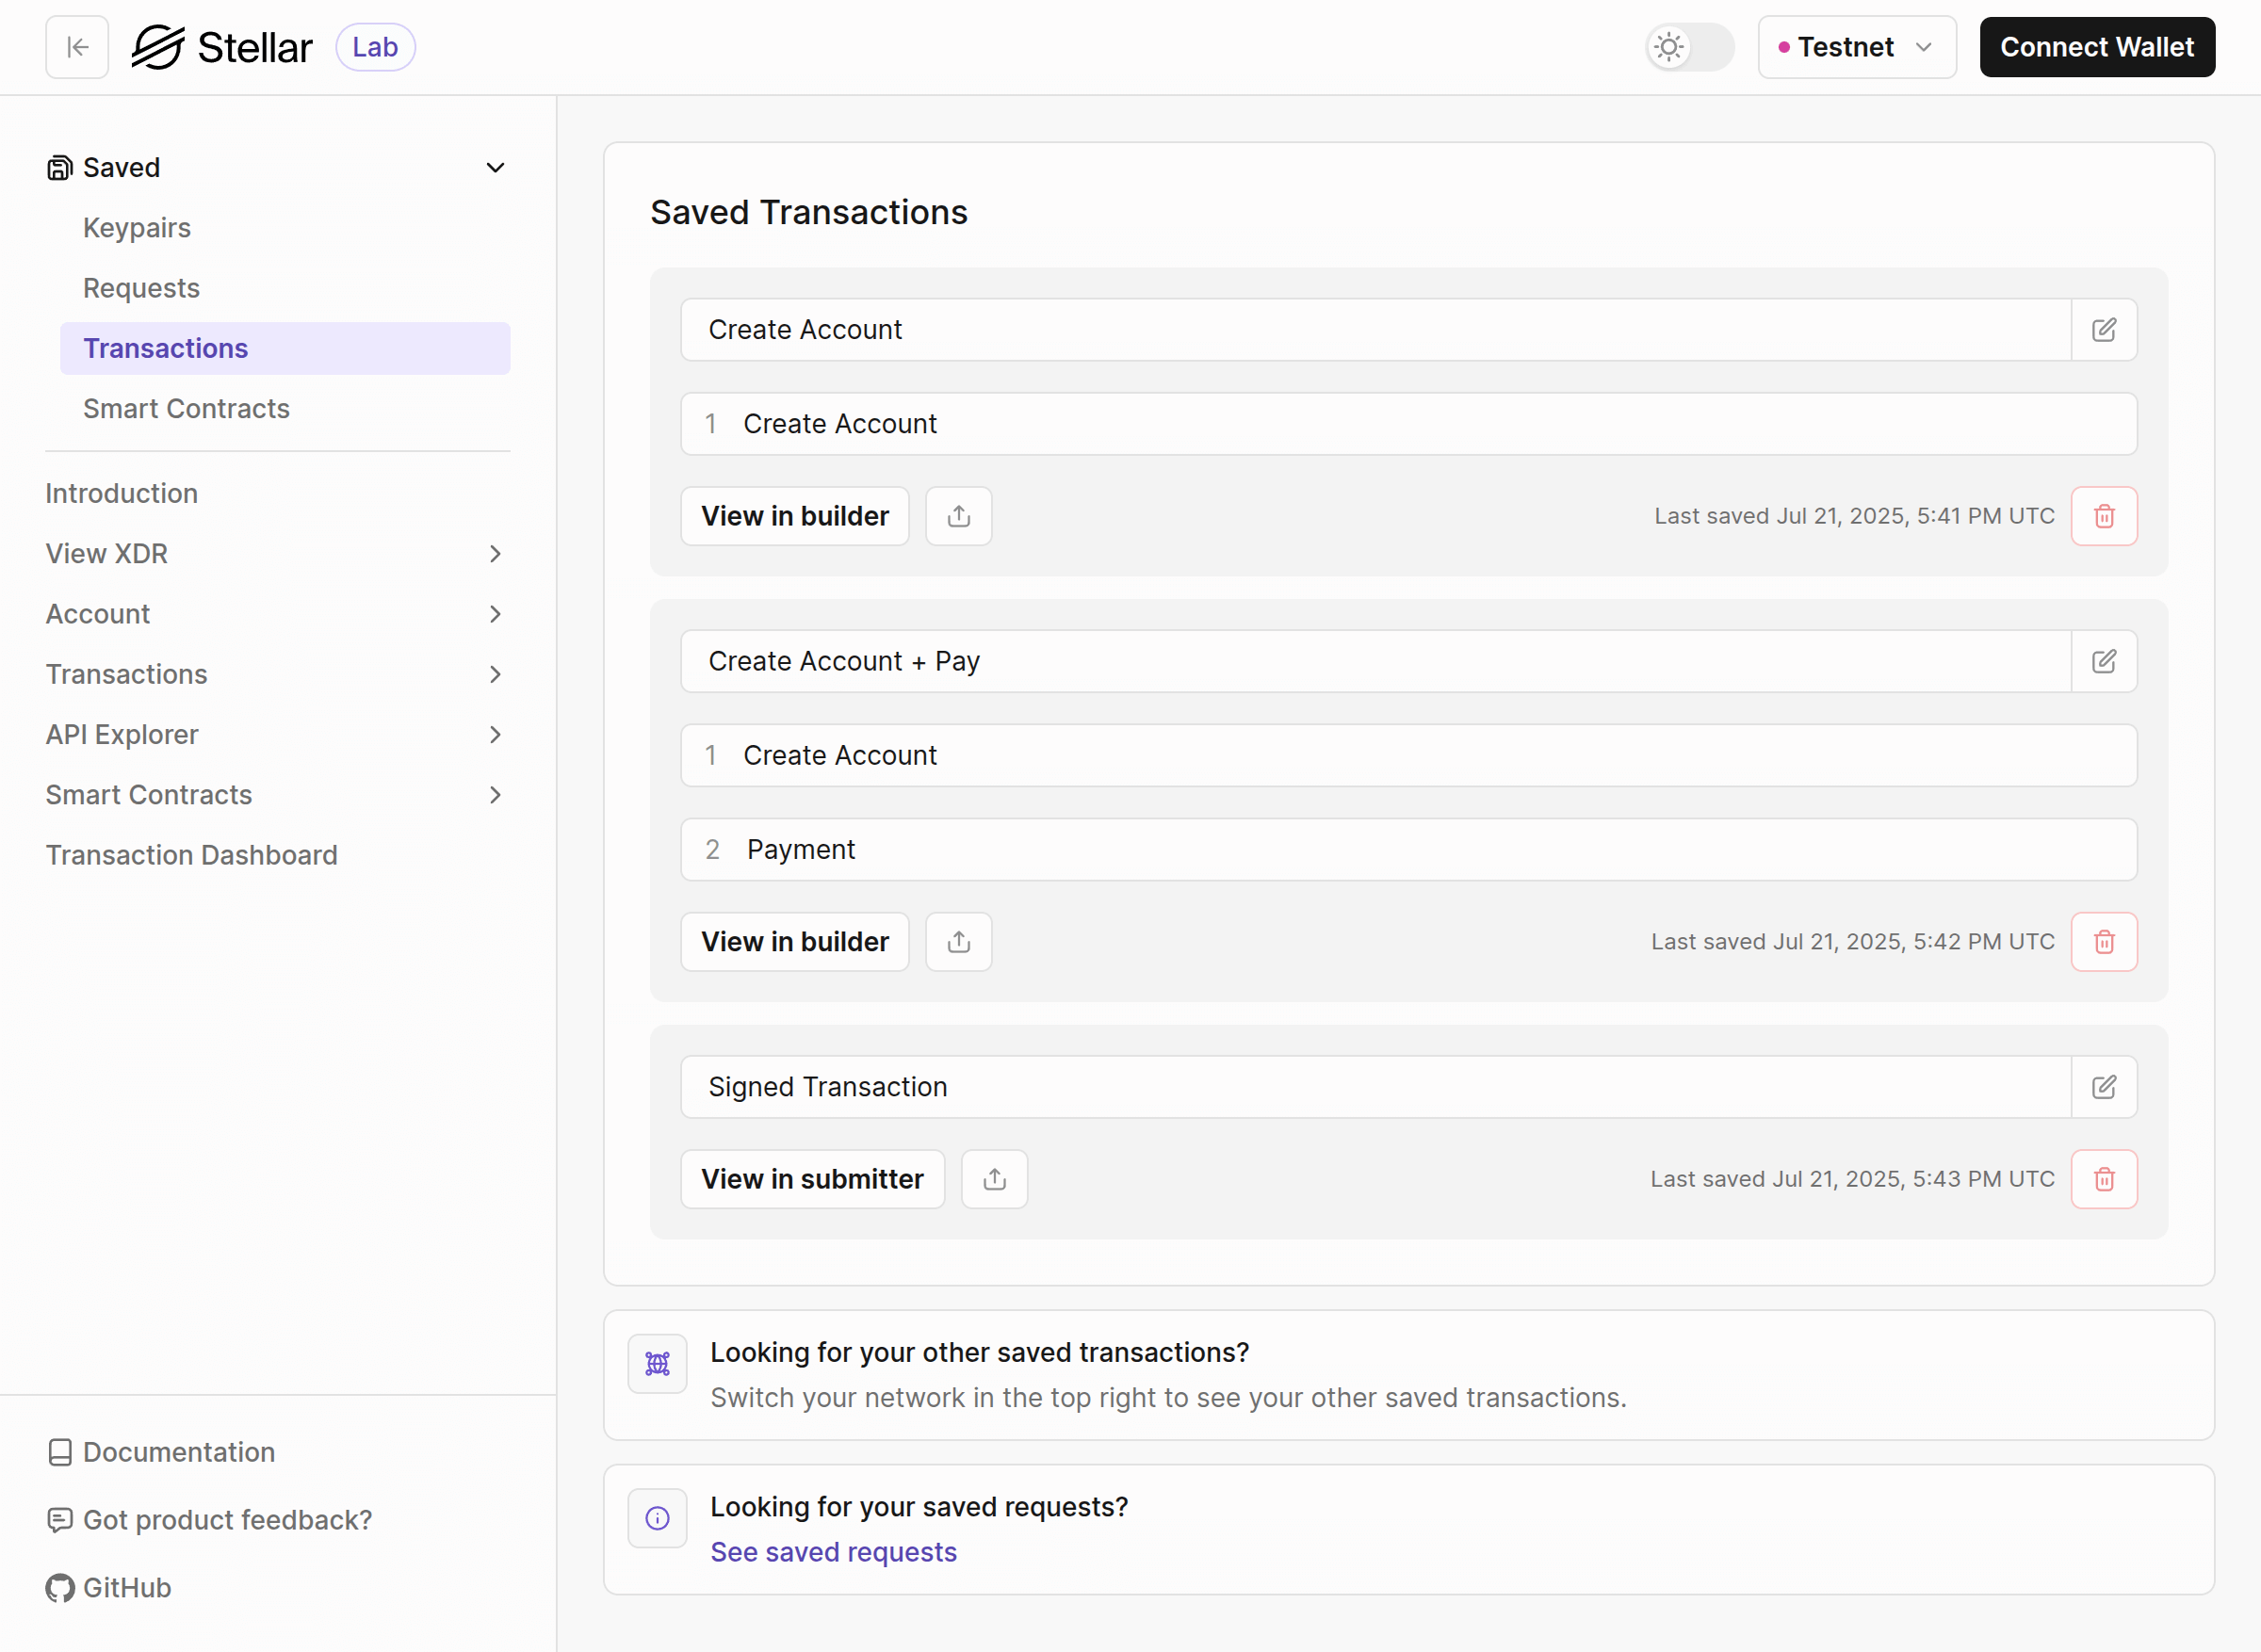 Stellar Lab
Testnet
Connect Wallet
Saved
Keypairs
Requests
Transactions
Smart Contracts
Introduction
View XDR
Account
Transactions
API Explorer
Smart Contracts
Transaction Dashboard
Documentation
Got product feedback?
GitHub
Saved Transactions
Create Account
1 Create Account
View in builder
Last saved Jul 21, 2025, 5:41 PM UTC
Create Account + Pay
1 Create Account
2 Payment
View in builder
Last saved Jul 21, 2025, 5:42 PM UTC
Signed Transaction
View in submitter
Last saved Jul 21, 2025, 5:43 PM UTC
Looking for your other saved transactions?
Switch your network in the top right to see your other saved transactions.
Looking for your saved requests?
See saved requests